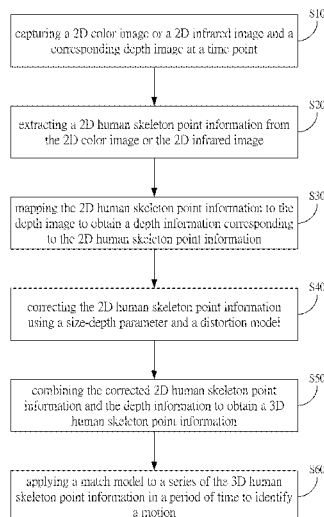 S10
capturing a 2D color image or a 2D infrared image and a
corresponding depth image at a time point
S20
extracting a 2D human skeleton point information from
the 2D color image or the 2D infrared image
S30
mapping the 2D human skeleton point information to the
depth image to obtain a depth information corresponding
to the 2D human skeleton point information
S40
correcting the 2D human skeleton point information
using a size-depth parameter and a distortion model
S50
combining the corrected 2D human skeleton point
information and the depth information to obtain a 3D
human skeleton point information
S60
applying a match model to a series of the 3D human
skeleton point information in a period of time to identify
a motion